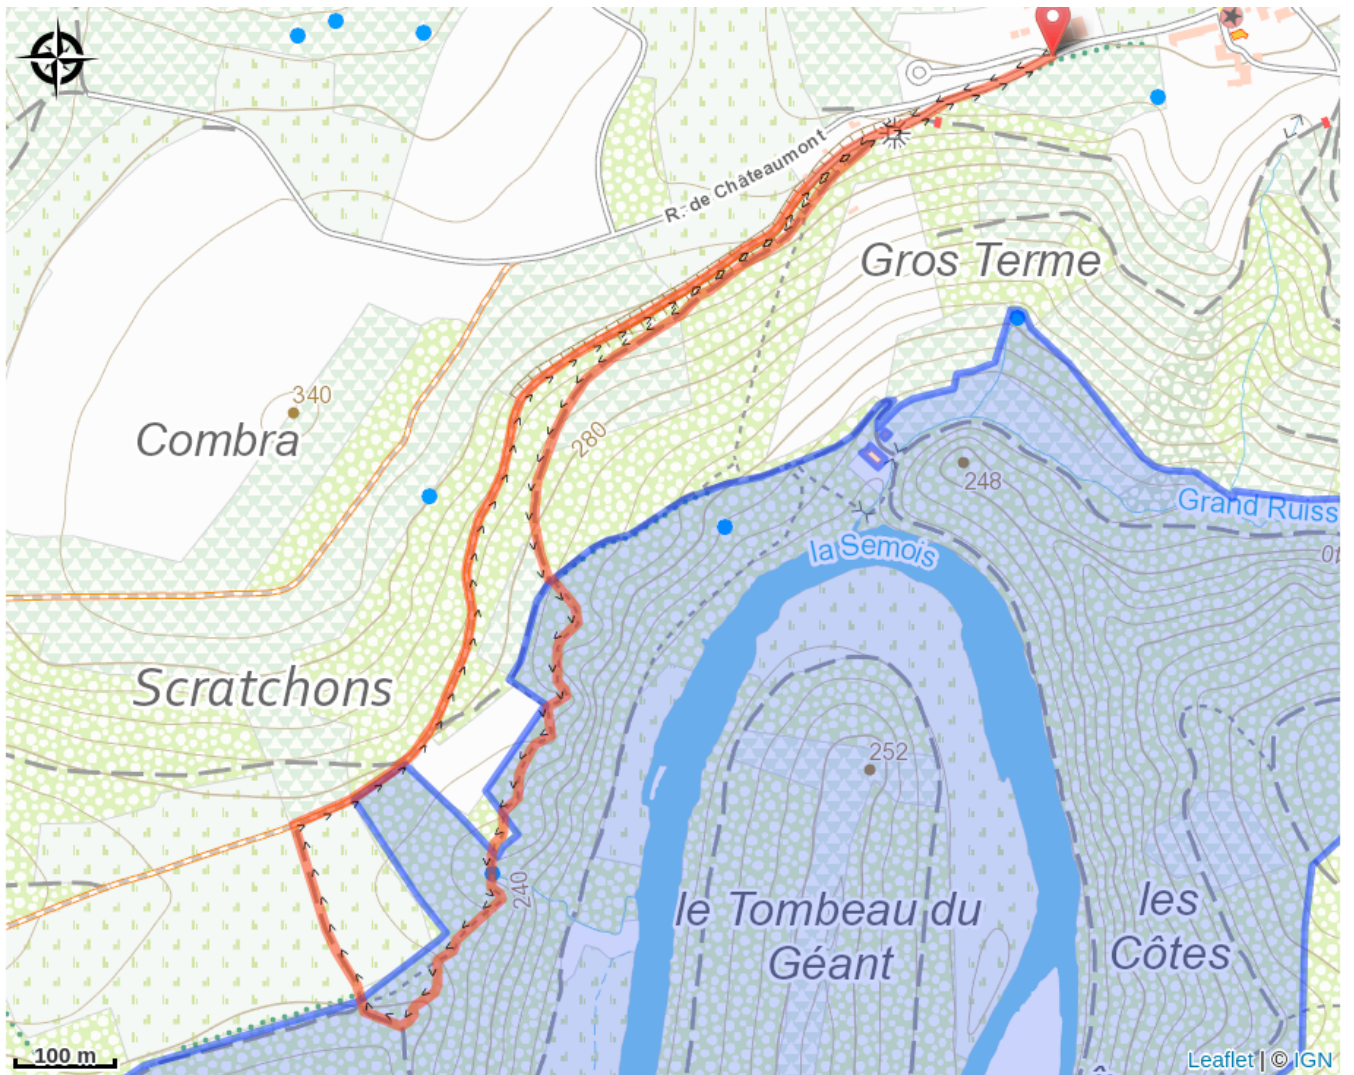 R. de Châteaumont
Gros Terme
340
Combra
280
248
Grand Ruiss
la Semois
Scratchons
252
240
le Tombeau du
Géant
les
Côtes
100 m
Leaflet | © IGN